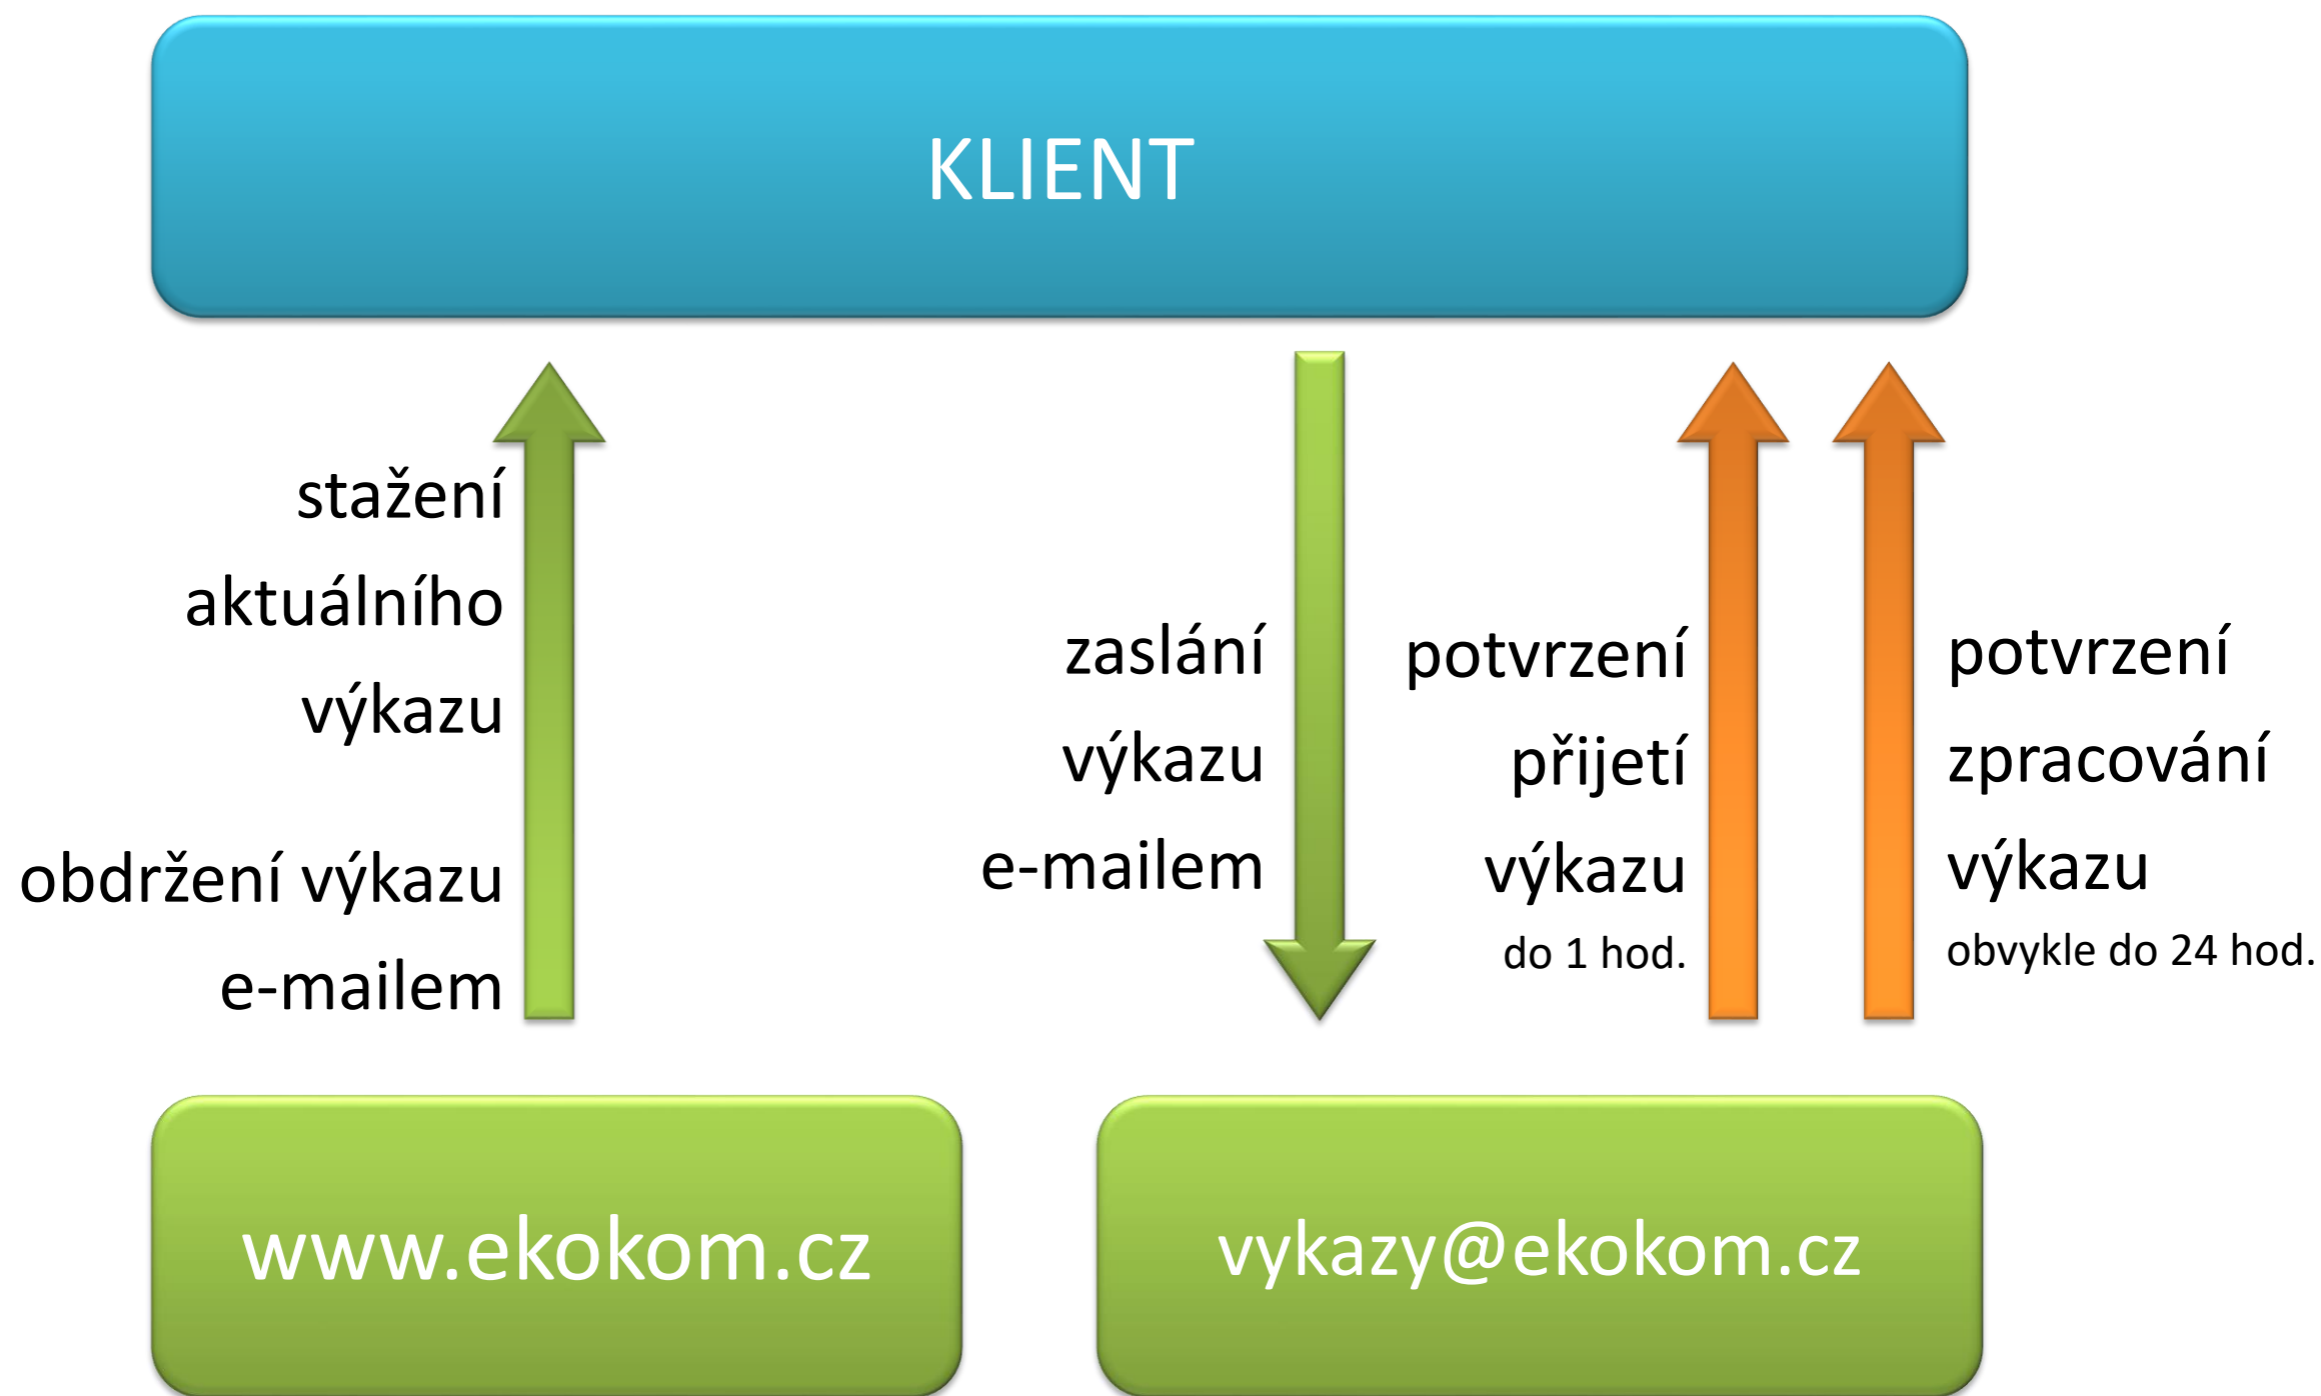 KLIENT
stažení
aktuálního
výkazu
obdržení výkazu
e-mailem
zaslání
výkazu
e-mailem
potvrzení
přijetí
výkazu
do 1 hod.
potvrzení
zpracování
výkazu
obvykle do 24 hod.
www.ekokom.cz
vykazy@ekokom.cz